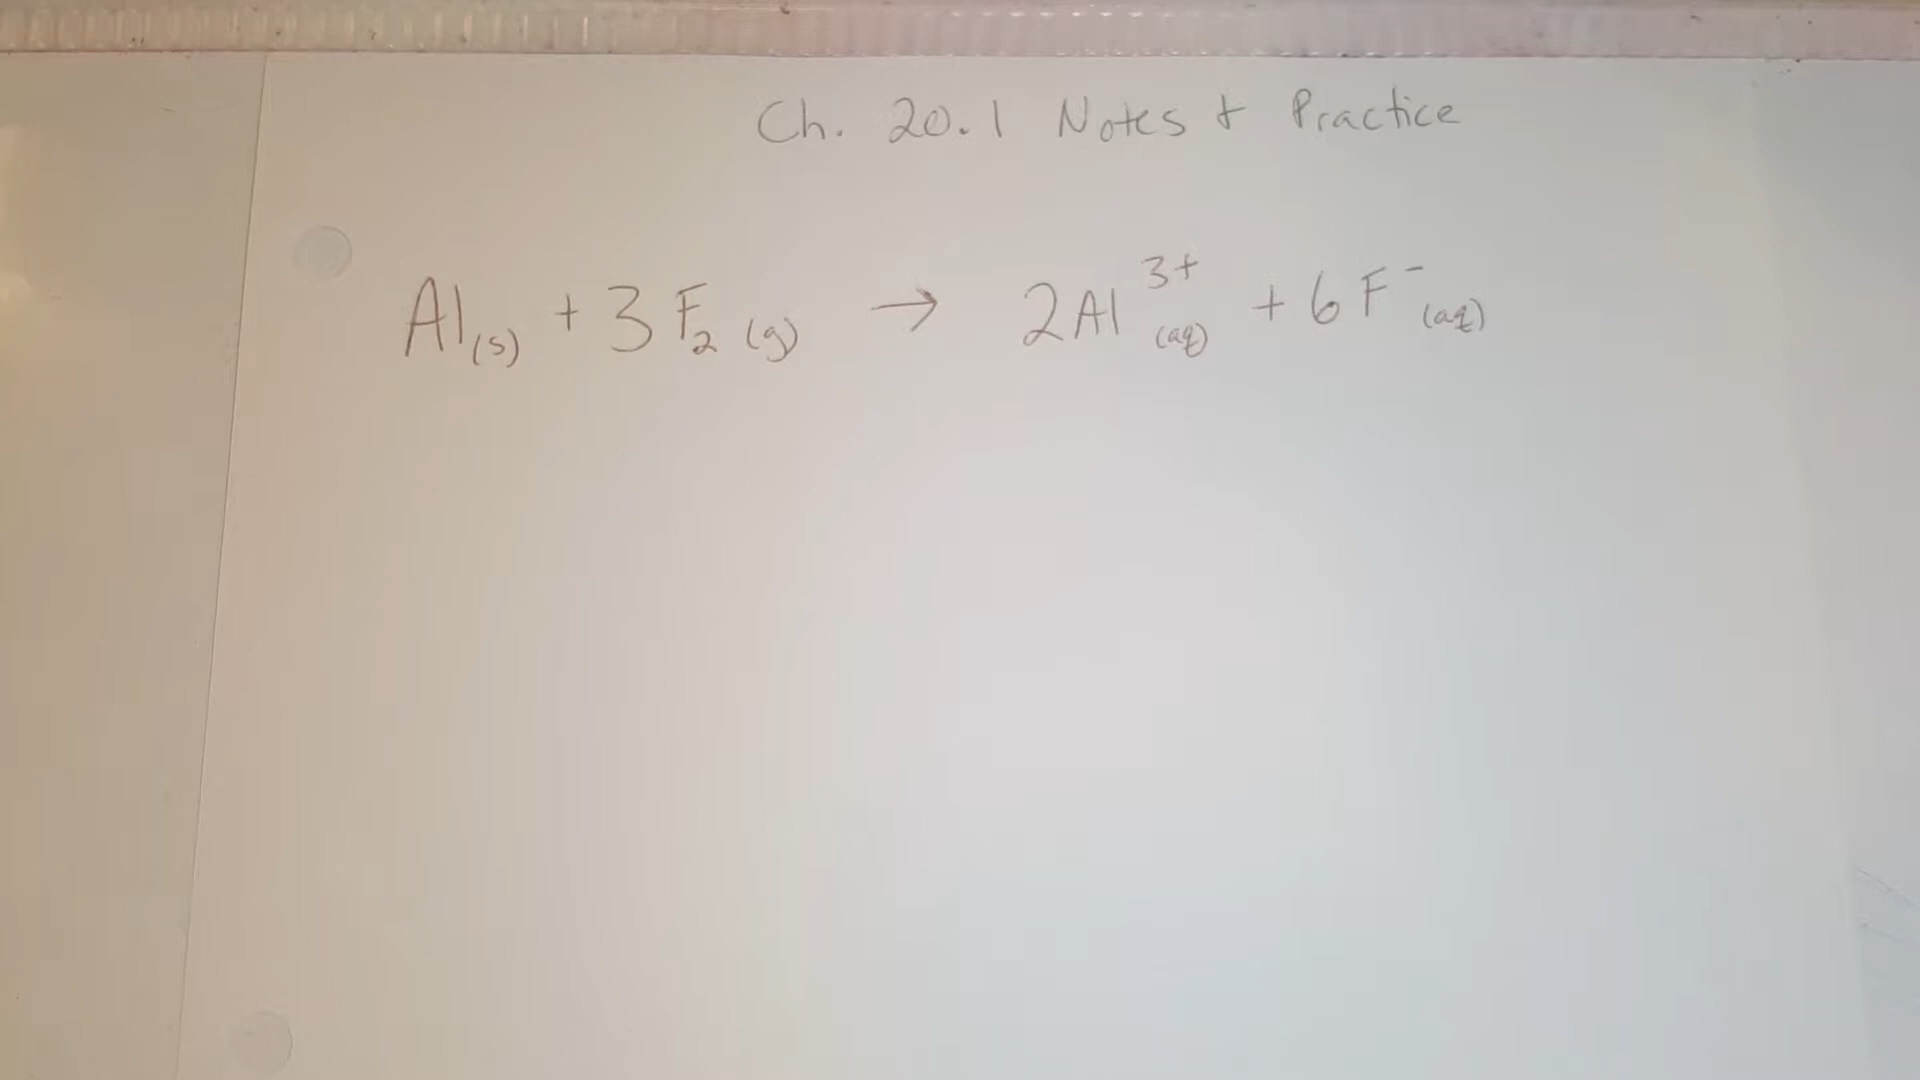 Ch. 20.1 Notes & Practice
Al(s) + 3F₂(g) → 2Al³⁺(aq) + 6F⁻(aq)